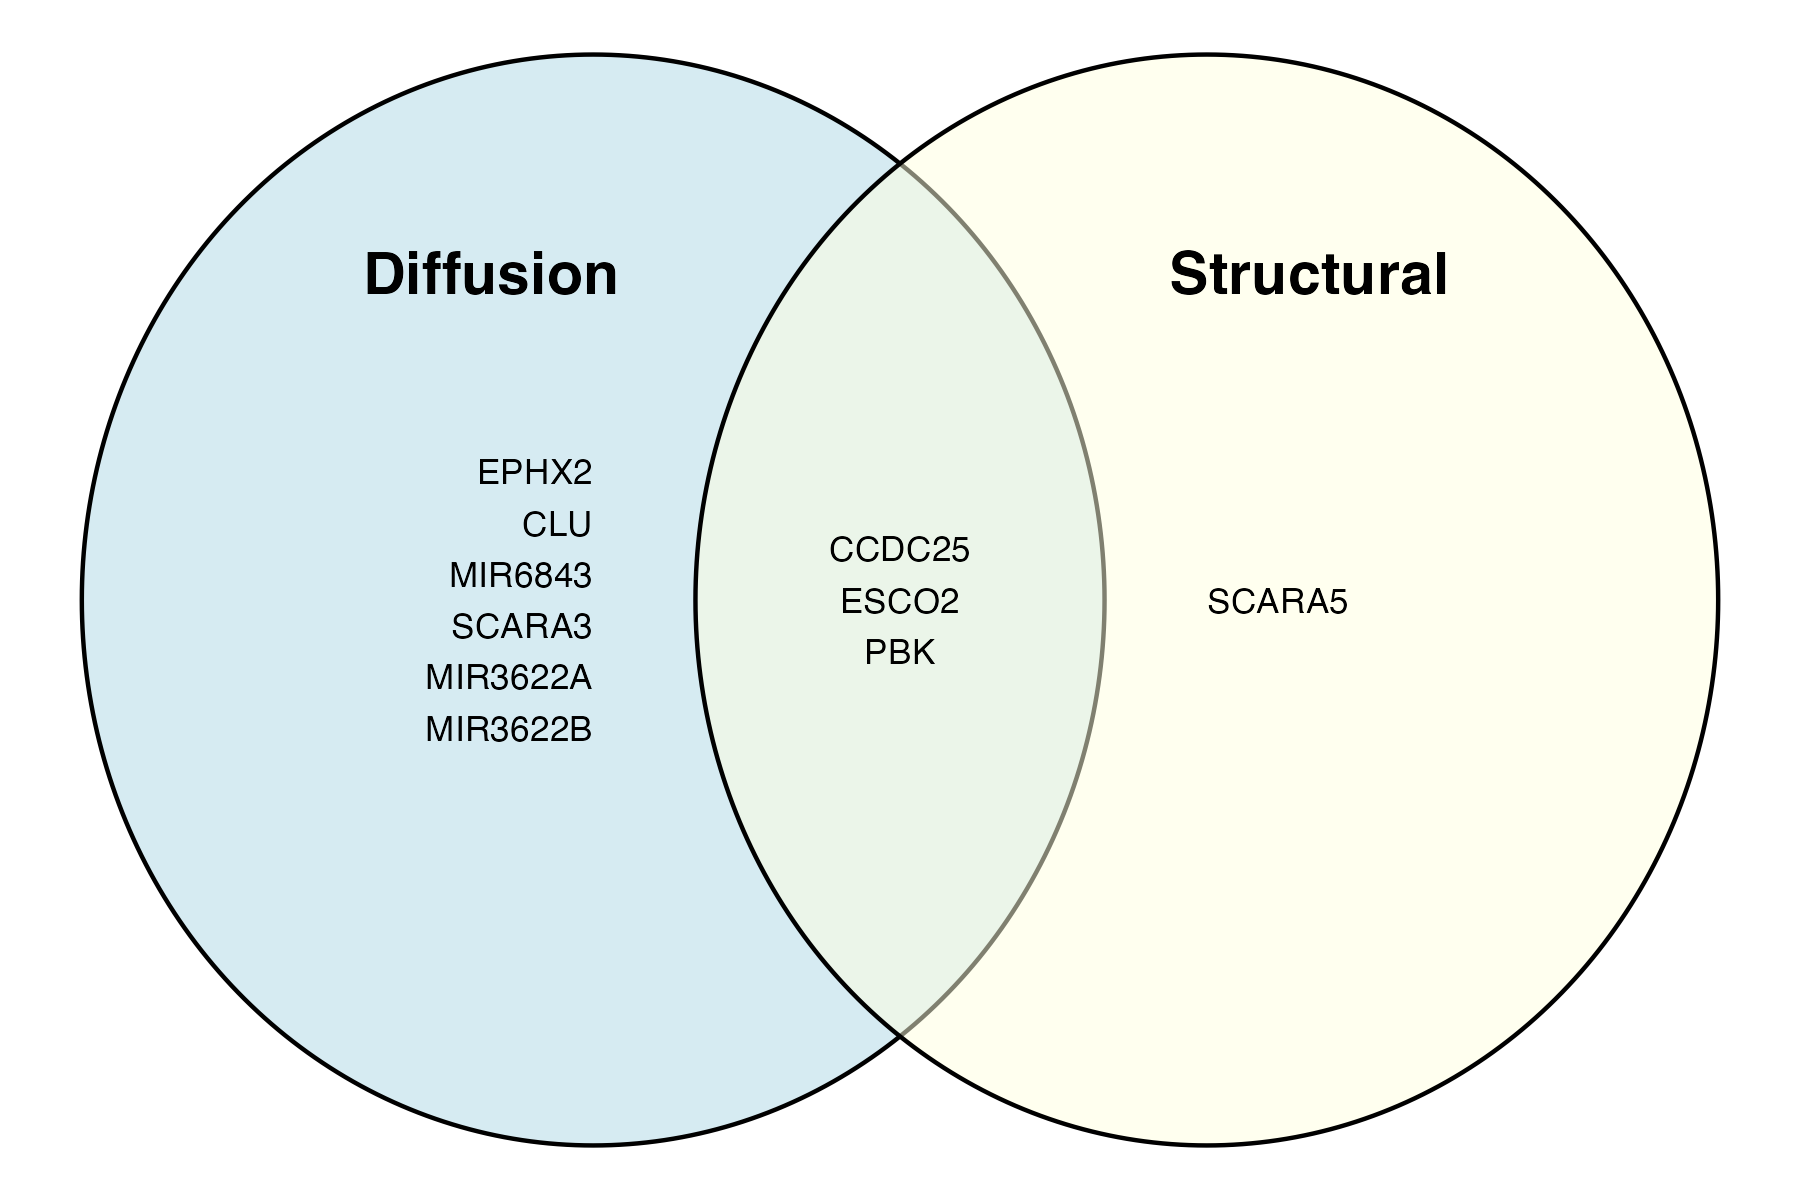 Diffusion
Structural
EPHX2
CLU
MIR6843
SCARA3
MIR3622A
MIR3622B
CCDC25
ESCO2
PBK
SCARA5